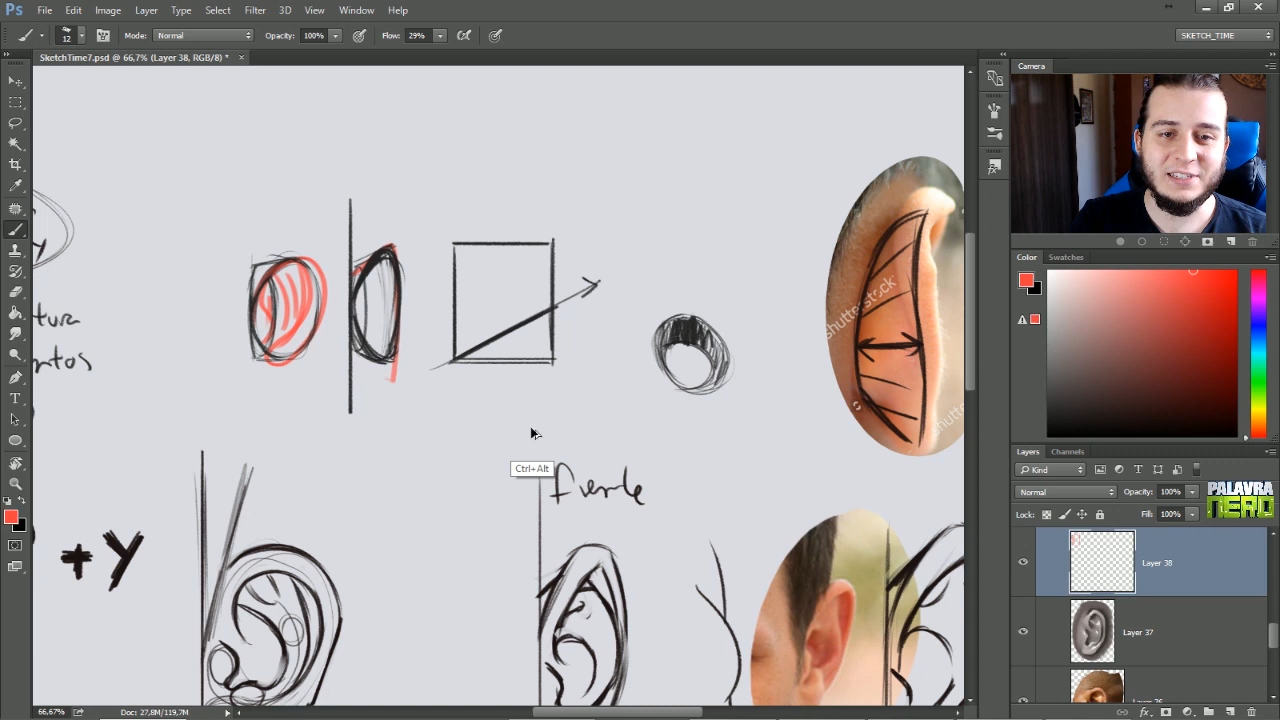 Ps File Edit Image Layer Type Select Filter 3D View Window Help
12 Mode: Normal Opacity: 100% Flow: 29% SKETCH_TIME
SketchTime7.psd @ 66,7% (Layer 38, RGB/8) * ×
Camera
shutterstock
Color Swatches
tura
ntos
Ctrl+Alt
frente
+ Y
Layers Channels
Kind
Normal Opacity: 100%
PALAVRA
NERD
Lock: Fill: 100%
Layer 38
Layer 37
66,67% Doc: 27,8M/119,7M